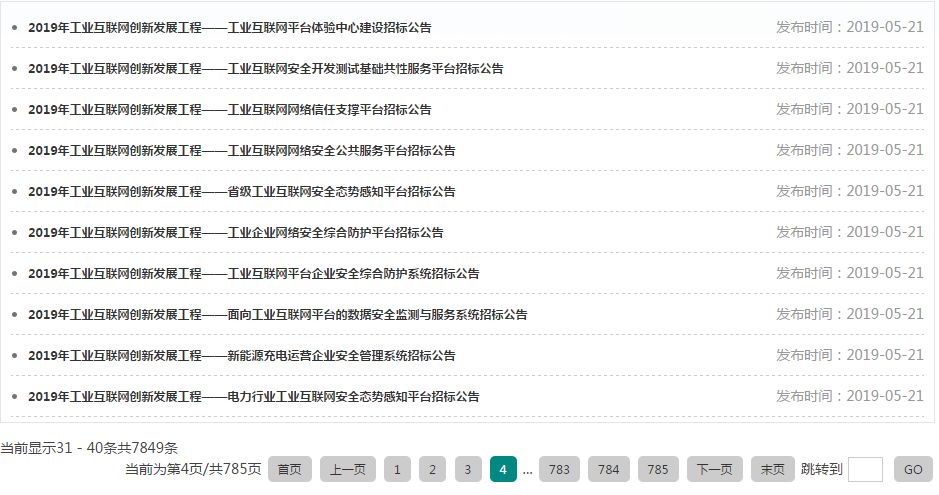 2019年工业互联网创新发展工程——工业互联网平台体验中心建设招标公告 发布时间：2019-05-21
2019年工业互联网创新发展工程——工业互联网安全开发测试基础共性服务平台招标公告 发布时间：2019-05-21
2019年工业互联网创新发展工程——工业互联网网络信任支撑平台招标公告 发布时间：2019-05-21
2019年工业互联网创新发展工程——工业互联网网络安全公共服务平台招标公告 发布时间：2019-05-21
2019年工业互联网创新发展工程——省级工业互联网安全态势感知平台招标公告 发布时间：2019-05-21
2019年工业互联网创新发展工程——工业企业网络安全综合防护平台招标公告 发布时间：2019-05-21
2019年工业互联网创新发展工程——工业互联网平台企业安全综合防护系统招标公告 发布时间：2019-05-21
2019年工业互联网创新发展工程——面向工业互联网平台的数据安全监测与服务系统招标公告 发布时间：2019-05-21
2019年工业互联网创新发展工程——新能源充电运营企业安全管理系统招标公告 发布时间：2019-05-21
2019年工业互联网创新发展工程——电力行业工业互联网安全态势感知平台招标公告 发布时间：2019-05-21
当前显示31 - 40条共7849条
当前为第4页/共785页 首页 上一页 1 2 3 4 ... 783 784 785 下一页 末页 跳转到 GO